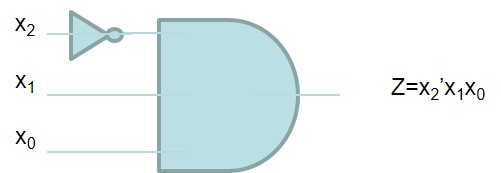 x₂
x₁
x₀
Z=x₂’x₁x₀